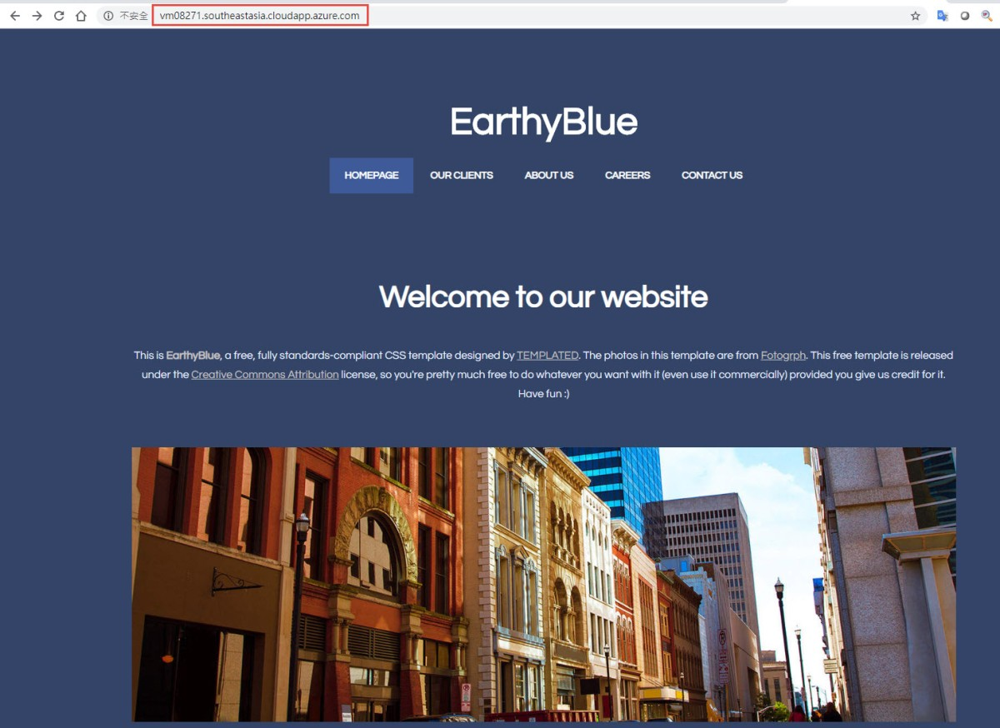 不安全 vm08271.southeastasia.cloudapp.azure.com
EarthyBlue
HOMEPAGE OUR CLIENTS ABOUT US CAREERS CONTACT US
Welcome to our website
This is EarthyBlue, a free, fully standards-compliant CSS template designed by TEMPLATED. The photos in this template are from Fotogrph. This free template is released
under the Creative Commons Attribution license, so you're pretty much free to do whatever you want with it (even use it commercially) provided you give us credit for it.
Have fun :)